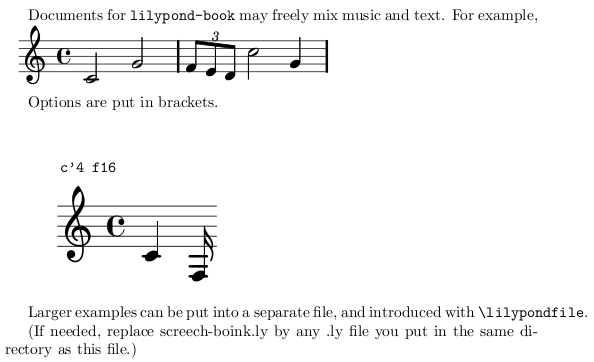 Documents for lilypond-book may freely mix music and text. For example,
3
Options are put in brackets.
c'4 f16
Larger examples can be put into a separate file, and introduced with \lilypondfile.
(If needed, replace screech-boink.ly by any .ly file you put in the same di-
rectory as this file.)